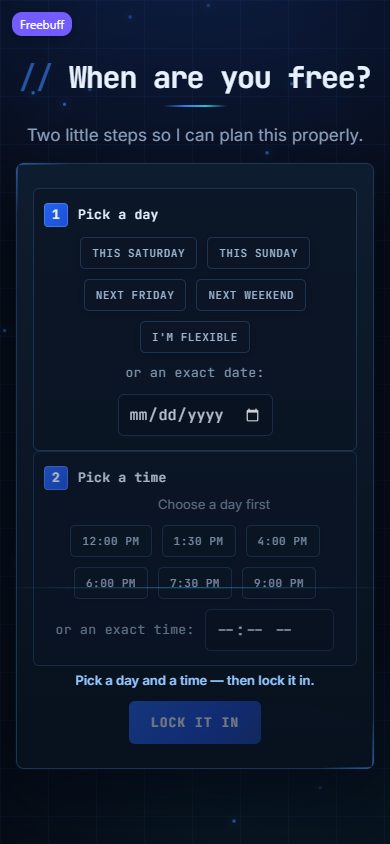 Freebuff
// When are you free?
Two little steps so I can plan this properly.
1 Pick a day
THIS SATURDAY THIS SUNDAY
NEXT FRIDAY NEXT WEEKEND
I'M FLEXIBLE
or an exact date:
mm/dd/yyyy
2 Pick a time
Choose a day first
12:00 PM 1:30 PM 4:00 PM
6:00 PM 7:30 PM 9:00 PM
or an exact time: --:-- --
Pick a day and a time — then lock it in.
LOCK IT IN